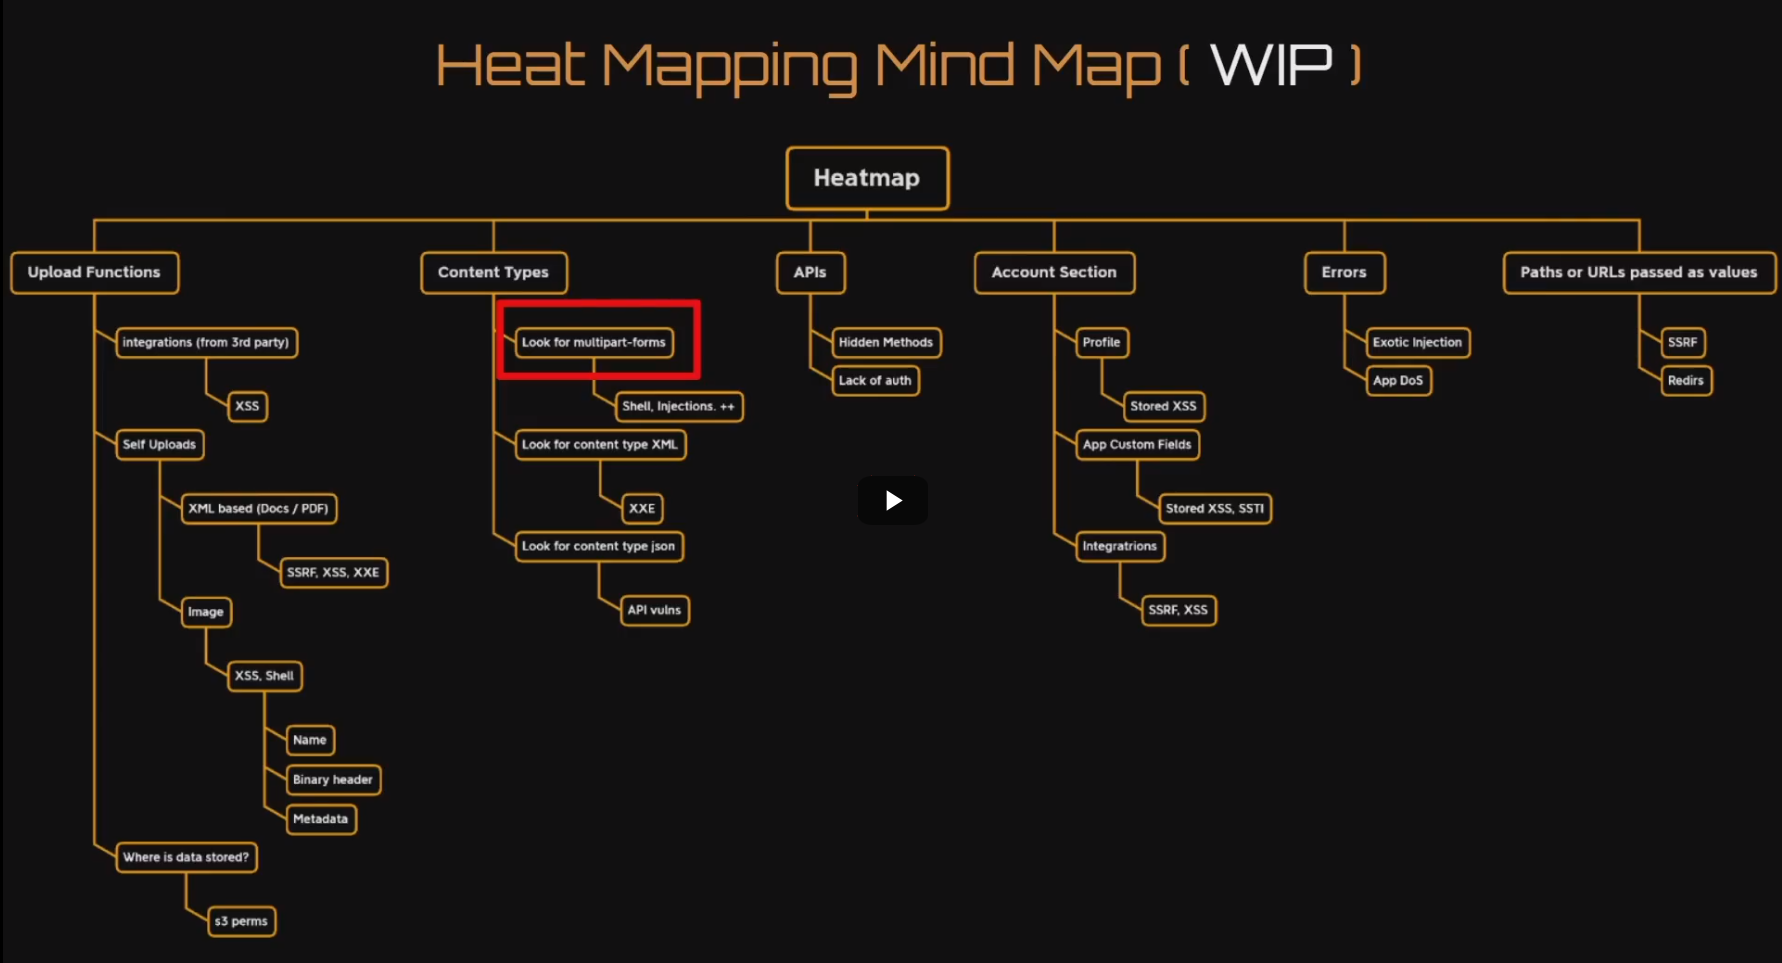 Heat Mapping Mind Map ( WIP )
Heatmap
Upload Functions
integrations (from 3rd party)
XSS
Self Uploads
XML based (Docs / PDF)
SSRF, XSS, XXE
Image
XSS, Shell
Name
Binary header
Metadata
Where is data stored?
s3 perms
Content Types
Look for multipart-forms
Shell, Injections. ++
Look for content type XML
XXE
Look for content type json
API vulns
APIs
Hidden Methods
Lack of auth
Account Section
Profile
Stored XSS
App Custom Fields
Stored XSS, SSTI
Integratrions
SSRF, XSS
Errors
Exotic Injection
App DoS
Paths or URLs passed as values
SSRF
Redirs